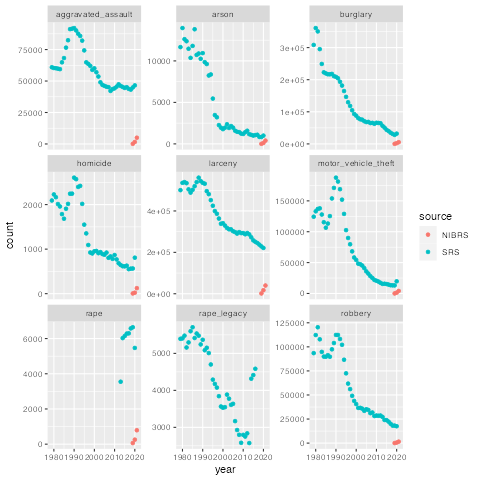 aggravated_assault
arson
burglary
75000
50000
25000
0
10000
5000
0
3e+05
2e+05
1e+05
0e+00
homicide
larceny
motor_vehicle_theft
2000
1000
0
4e+05
2e+05
0e+00
150000
100000
50000
0
rape
rape_legacy
robbery
6000
4000
2000
0
5000
4000
3000
125000
100000
75000
50000
25000
0
1980 1990 2000 2010 2020
1980 1990 2000 2010 2020
1980 1990 2000 2010 2020
year
count
source
NIBRS
SRS